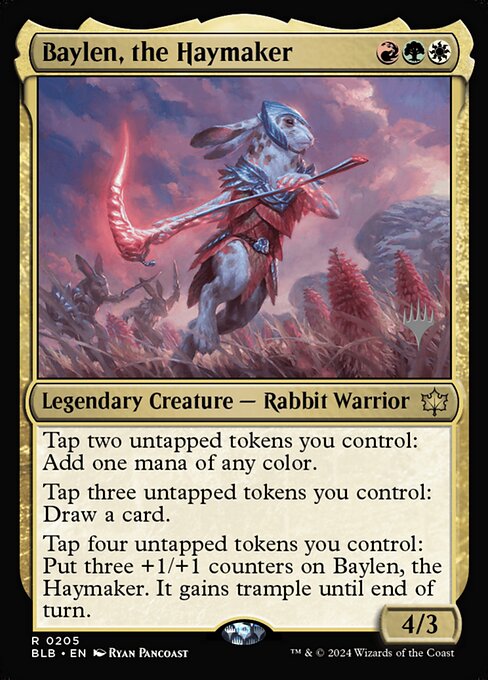 Baylen, the Haymaker
Legendary Creature — Rabbit Warrior
Tap two untapped tokens you control:
Add one mana of any color.
Tap three untapped tokens you control:
Draw a card.
Tap four untapped tokens you control:
Put three +1/+1 counters on Baylen, the
Haymaker. It gains trample until end of
turn.
4/3
R 0205
BLB • EN Ryan Pancoast
™ & © 2024 Wizards of the Coast